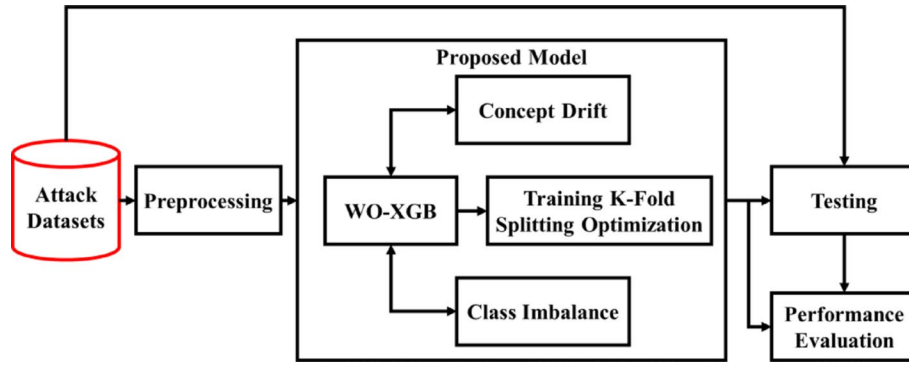 Proposed Model
Concept Drift
Attack
Datasets
Preprocessing
WO-XGB
Training K-Fold
Splitting Optimization
Testing
Class Imbalance
Performance
Evaluation